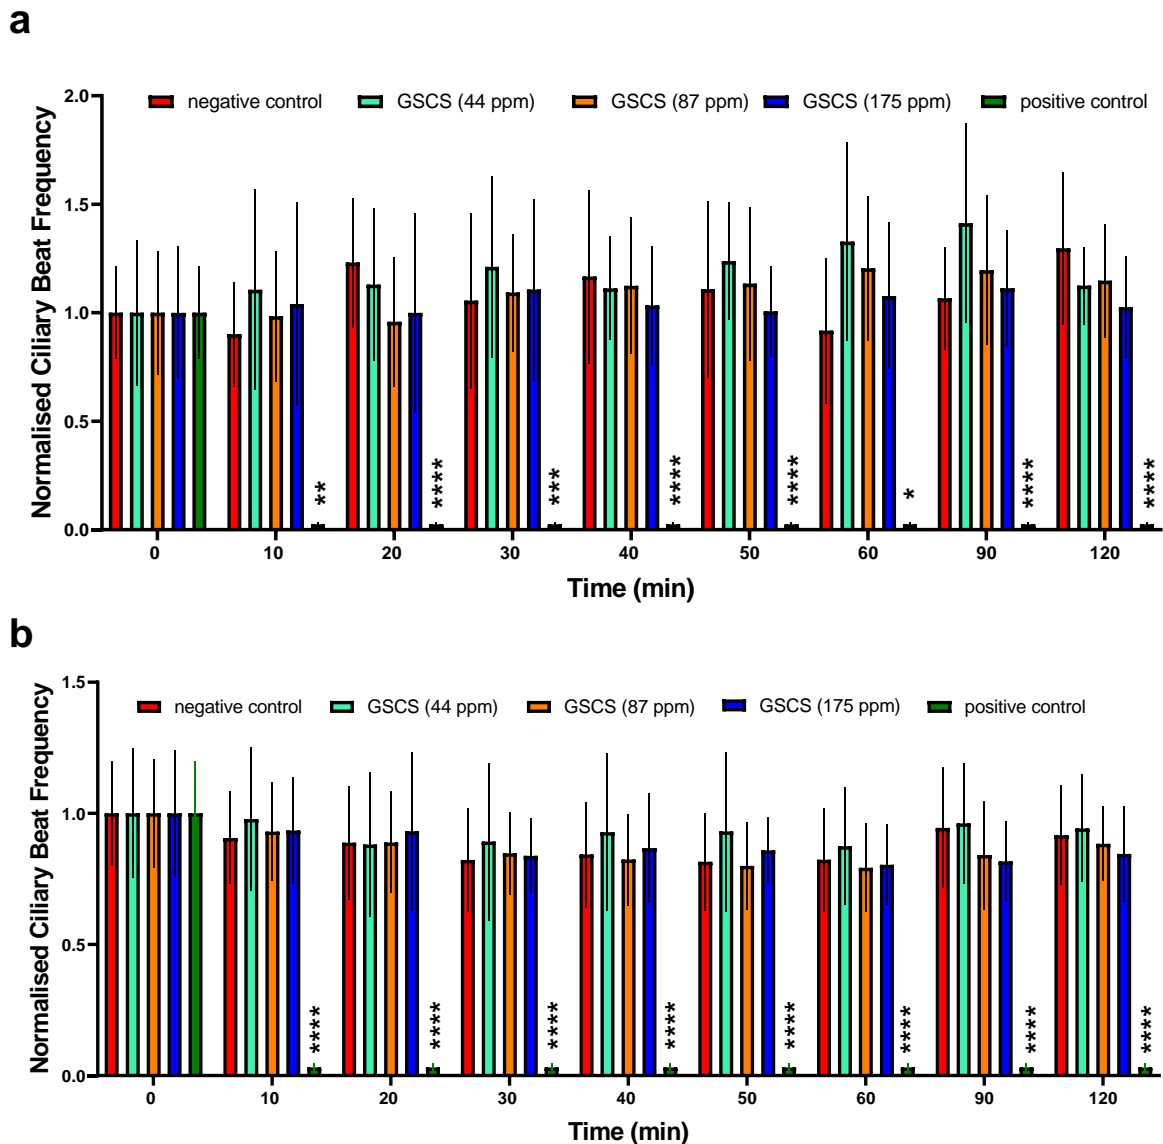 a
negative control GSCS (44 ppm) GSCS (87 ppm) GSCS (175 ppm) positive control
Normalised Ciliary Beat Frequency
2.0
1.5
1.0
0.5
0.0
** **** *** **** **** * **** ****
0 10 20 30 40 50 60 90 120
Time (min)
b
negative control GSCS (44 ppm) GSCS (87 ppm) GSCS (175 ppm) positive control
Normalised Ciliary Beat Frequency
1.5
1.0
0.5
0.0
**** **** **** **** **** **** **** ****
0 10 20 30 40 50 60 90 120
Time (min)